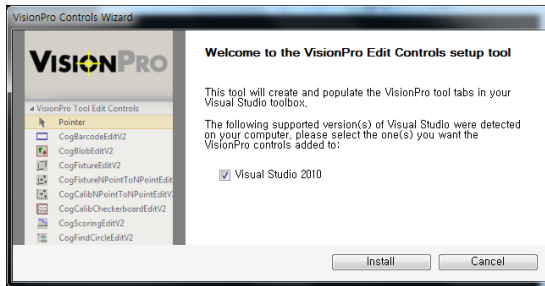 VisionPro Controls Wizard
VISIONPRO
VisionPro Tool Edit Controls
Pointer
CogBarcodeEditV2
CogBlobEditV2
CogFixtureEditV2
CogFixtureNPointToNPointEdit
CogCalibNPointToNPointEditV
CogCalibCheckerboardEditV2
CogScoringEditV2
CogFindCircleEditV2
Welcome to the VisionPro Edit Controls setup tool
This tool will create and populate the VisionPro tool tabs in your
Visual Studio toolbox,
The following supported version(s) of Visual Studio were detected
on your computer, please select the one(s) you want the
VisionPro controls added to:
Visual Studio 2010
Install
Cancel